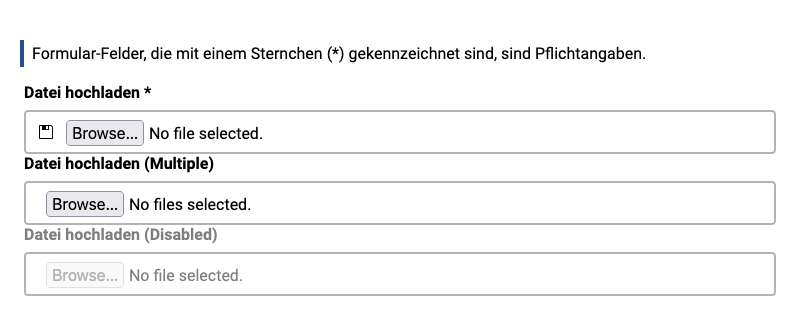 Formular-Felder, die mit einem Sternchen (*) gekennzeichnet sind, sind Pflichtangaben.
Datei hochladen *
Browse... No file selected.
Datei hochladen (Multiple)
Browse... No files selected.
Datei hochladen (Disabled)
Browse... No file selected.